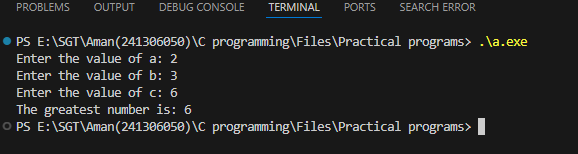 PROBLEMS OUTPUT DEBUG CONSOLE TERMINAL PORTS SEARCH ERROR
PS E:\SGT\Aman(241306050)\C programming\Files\Practical programs> .\a.exe
Enter the value of a: 2
Enter the value of b: 3
Enter the value of c: 6
The greatest number is: 6
PS E:\SGT\Aman(241306050)\C programming\Files\Practical programs>